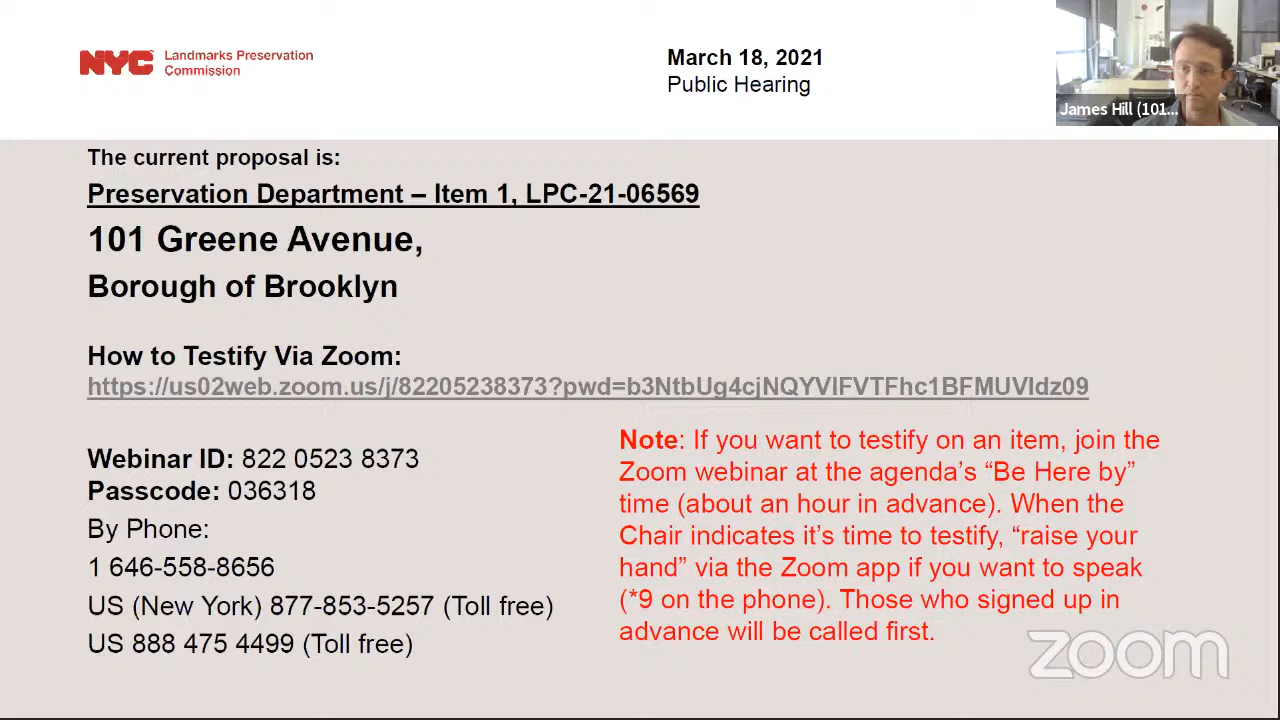 NYC Landmarks Preservation
Commission
March 18, 2021
Public Hearing
James Hill (101...
The current proposal is:
Preservation Department – Item 1, LPC-21-06569
101 Greene Avenue,
Borough of Brooklyn
How to Testify Via Zoom:
https://us02web.zoom.us/j/82205238373?pwd=b3NtbUg4cjNQYVlFVTFhc1BFMUVIdz09
Webinar ID: 822 0523 8373
Passcode: 036318
By Phone:
1 646-558-8656
US (New York) 877-853-5257 (Toll free)
US 888 475 4499 (Toll free)
Note: If you want to testify on an item, join the
Zoom webinar at the agenda’s “Be Here by”
time (about an hour in advance). When the
Chair indicates it’s time to testify, “raise your
hand” via the Zoom app if you want to speak
(*9 on the phone). Those who signed up in
advance will be called first.
zoom